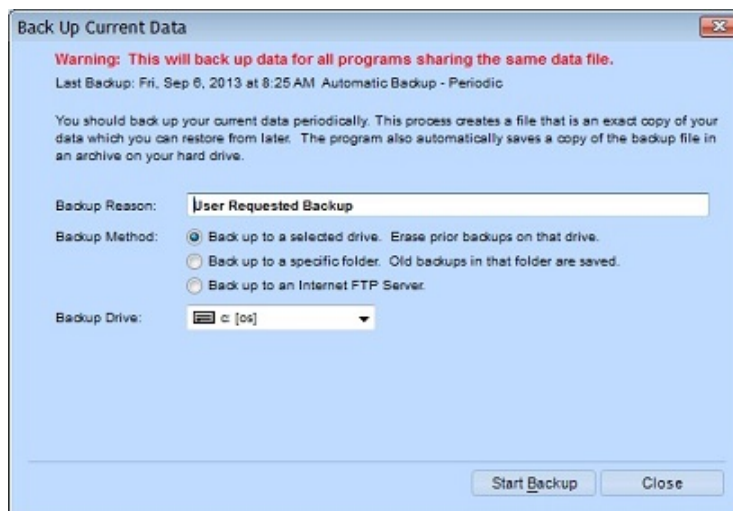 Back Up Current Data
Warning: This will back up data for all programs sharing the same data file.
Last Backup: Fri, Sep 6, 2013 at 8:25 AM Automatic Backup - Periodic
You should back up your current data periodically. This process creates a file that is an exact copy of your
data which you can restore from later. The program also automatically saves a copy of the backup file in
an archive on your hard drive.
Backup Reason: User Requested Backup
Backup Method: Back up to a selected drive. Erase prior backups on that drive.
Back up to a specific folder. Old backups in that folder are saved.
Back up to an Internet FTP Server.
Backup Drive: c: [os]
Start Backup Close